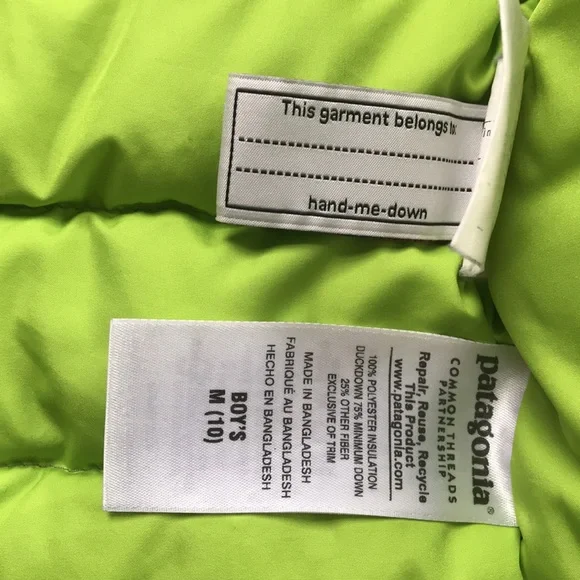 This garment belongs to:
hand-me-down
in
patagonia®
COMMON THREADS
PARTNERSHIP
Repair, Reuse, Recycle
This Product
www.patagonia.com
100% POLYESTER INSULATION
DUCKDOWN 75% MINIMUM DOWN
25% OTHER FIBER
EXCLUSIVE OF TRIM
MADE IN BANGLADESH
FABRIQUÉ AU BANGLADESH
HECHO EN BANGLADESH
BOY'S
M (10)